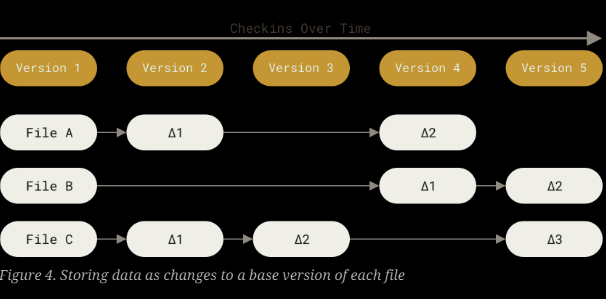 Checkins Over Time
Version 1 Version 2 Version 3 Version 4 Version 5
File A Δ1 Δ2
File B Δ1 Δ2
File C Δ1 Δ2 Δ3
Figure 4. Storing data as changes to a base version of each file